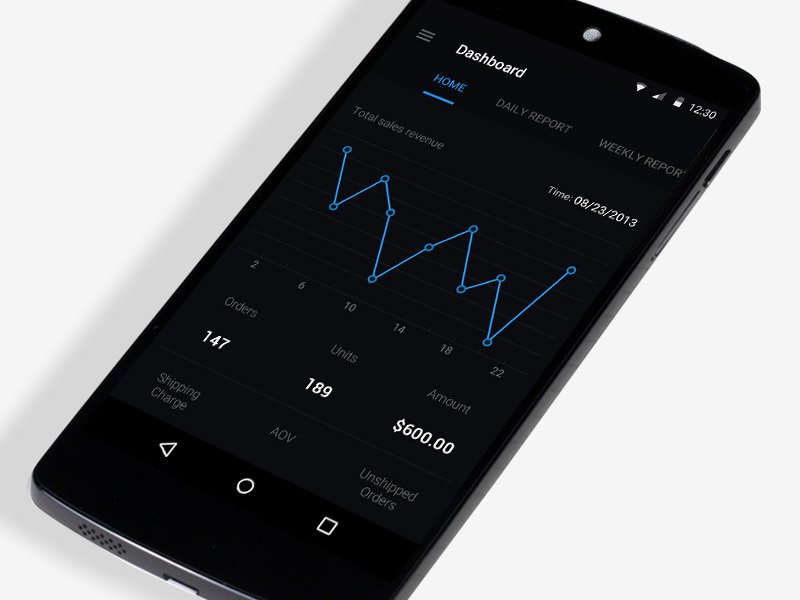 12:30
Dashboard
HOME
DAILY REPORT
WEEKLY REPOR
Total sales revenue
Time: 08/23/2013
2
6
10
14
18
22
Orders
147
Units
189
Amount
$600.00
Shipping
Charge
AOV
Unshipped
Orders